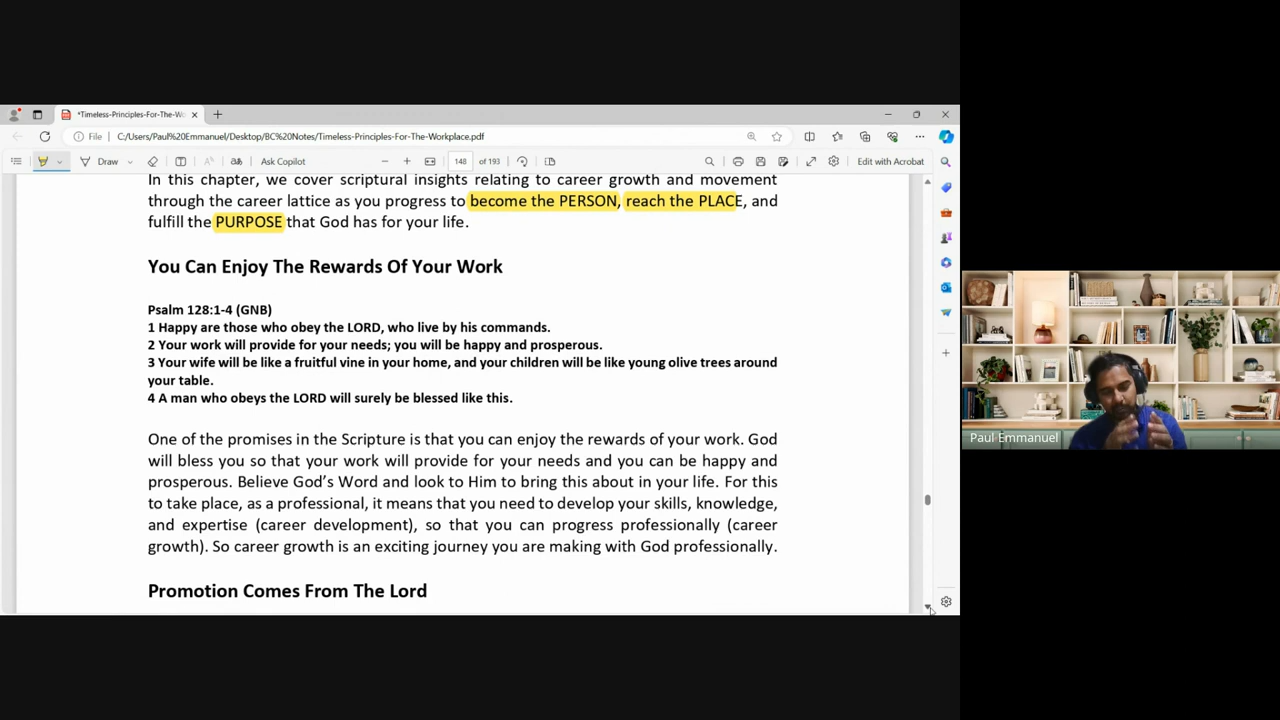 *Timeless-Principles-For-The-Wo
File C:/Users/Paul%20Emmanuel/Desktop/BC%20Notes/Timeless-Principles-For-The-Workplace.pdf
Draw Ask Copilot 148 of 193 Edit with Acrobat
In this chapter, we cover scriptural insights relating to career growth and movement
through the career lattice as you progress to become the PERSON, reach the PLACE, and
fulfill the PURPOSE that God has for your life.
You Can Enjoy The Rewards Of Your Work
Psalm 128:1-4 (GNB)
1 Happy are those who obey the LORD, who live by his commands.
2 Your work will provide for your needs; you will be happy and prosperous.
3 Your wife will be like a fruitful vine in your home, and your children will be like young olive trees around
your table.
4 A man who obeys the LORD will surely be blessed like this.
One of the promises in the Scripture is that you can enjoy the rewards of your work. God
will bless you so that your work will provide for your needs and you can be happy and
prosperous. Believe God's Word and look to Him to bring this about in your life. For this
to take place, as a professional, it means that you need to develop your skills, knowledge,
and expertise (career development), so that you can progress professionally (career
growth). So career growth is an exciting journey you are making with God professionally.
Promotion Comes From The Lord
Paul Emmanuel